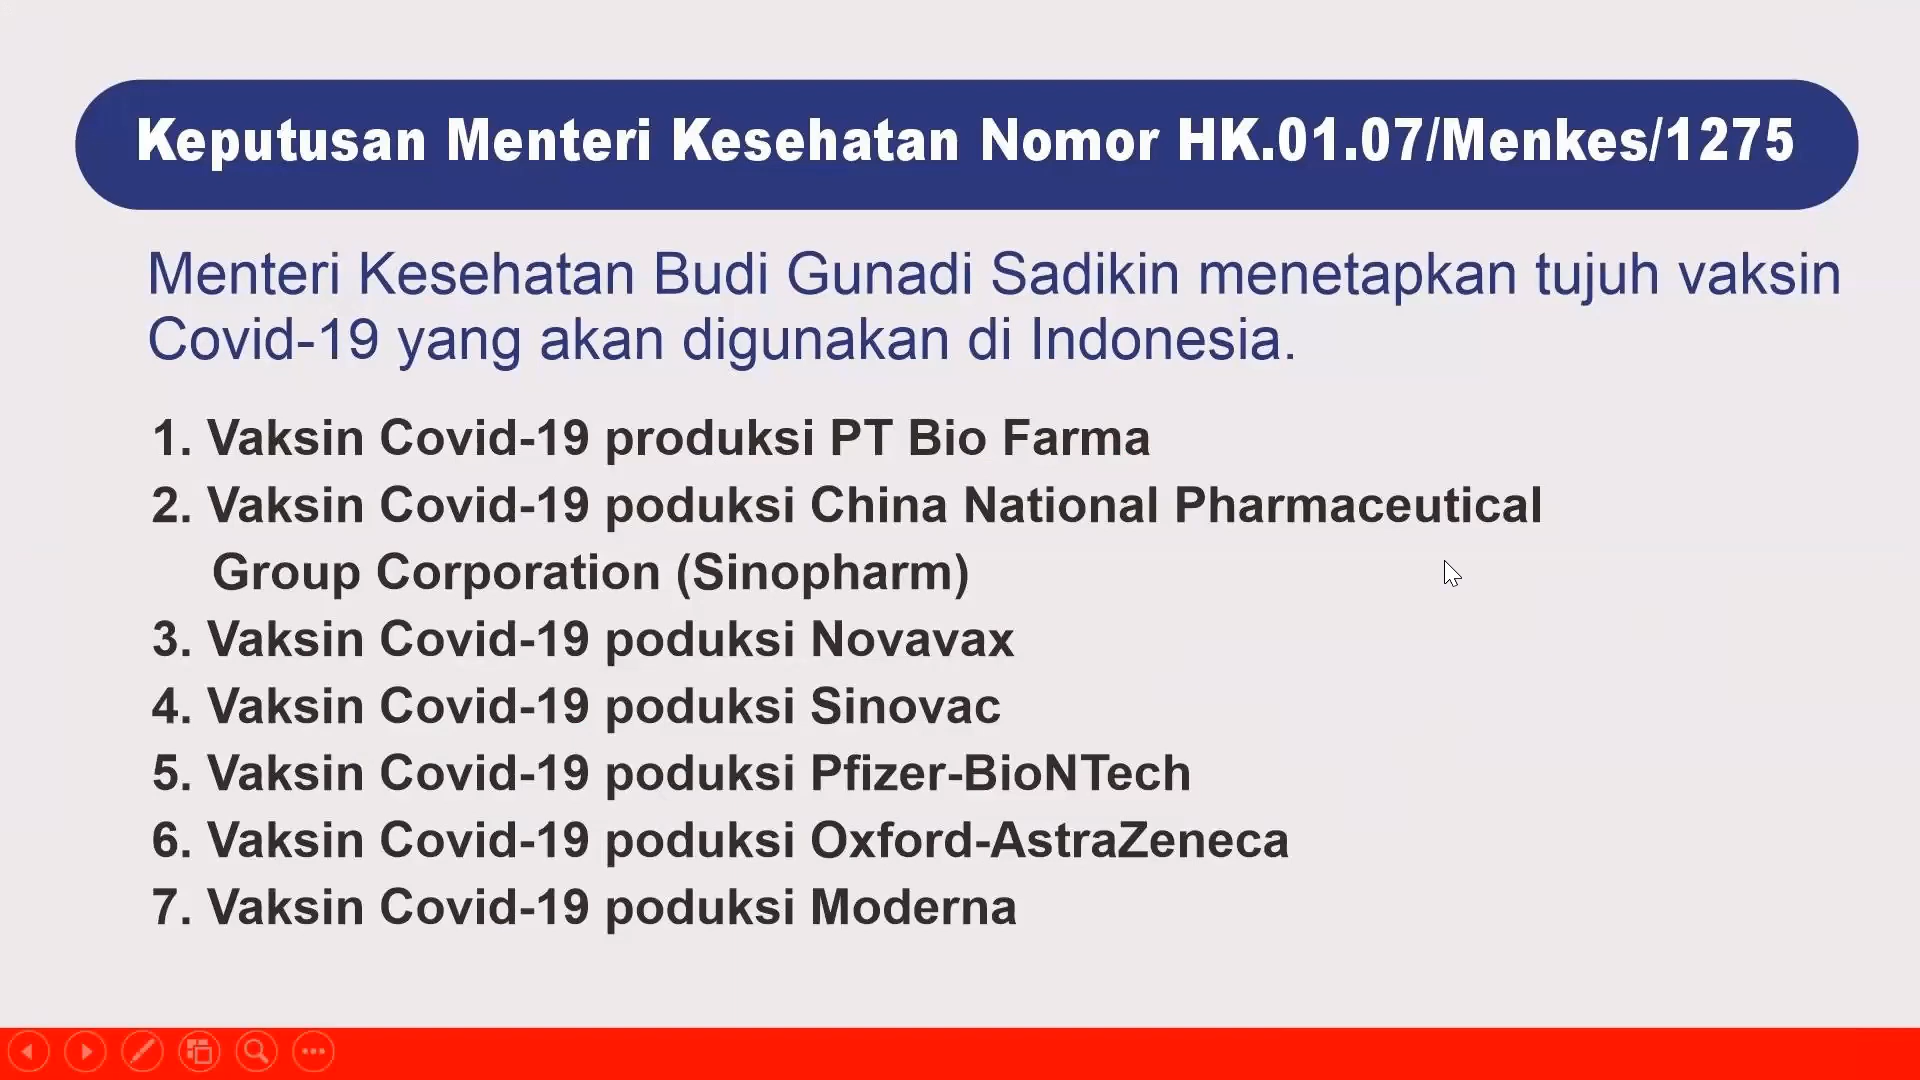 Keputusan Menteri Kesehatan Nomor HK.01.07/Menkes/1275
Menteri Kesehatan Budi Gunadi Sadikin menetapkan tujuh vaksin
Covid-19 yang akan digunakan di Indonesia.
1. Vaksin Covid-19 produksi PT Bio Farma
2. Vaksin Covid-19 poduksi China National Pharmaceutical
Group Corporation (Sinopharm)
3. Vaksin Covid-19 poduksi Novavax
4. Vaksin Covid-19 poduksi Sinovac
5. Vaksin Covid-19 poduksi Pfizer-BioNTech
6. Vaksin Covid-19 poduksi Oxford-AstraZeneca
7. Vaksin Covid-19 poduksi Moderna